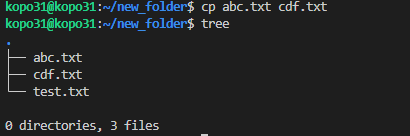 kopo31@kopo31:~/new_folder$ cp abc.txt cdf.txt
kopo31@kopo31:~/new_folder$ tree
.
├── abc.txt
├── cdf.txt
└── test.txt

0 directories, 3 files